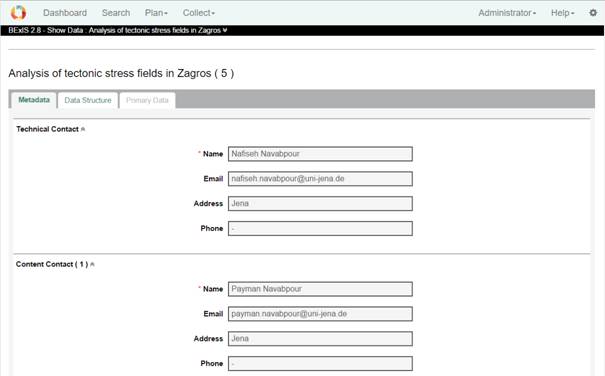 Dashboard Search Plan Collect Administrator Help
BExIS 2.8 - Show Data : Analysis of tectonic stress fields in Zagros
Analysis of tectonic stress fields in Zagros ( 5 )
Metadata Data Structure Primary Data
Technical Contact
* Name Nafiseh Navabpour
Email nafiseh.navabpour@uni-jena.de
Address Jena
Phone -
Content Contact ( 1 )
* Name Payman Navabpour
Email payman.navabpour@uni-jena.de
Address Jena
Phone -